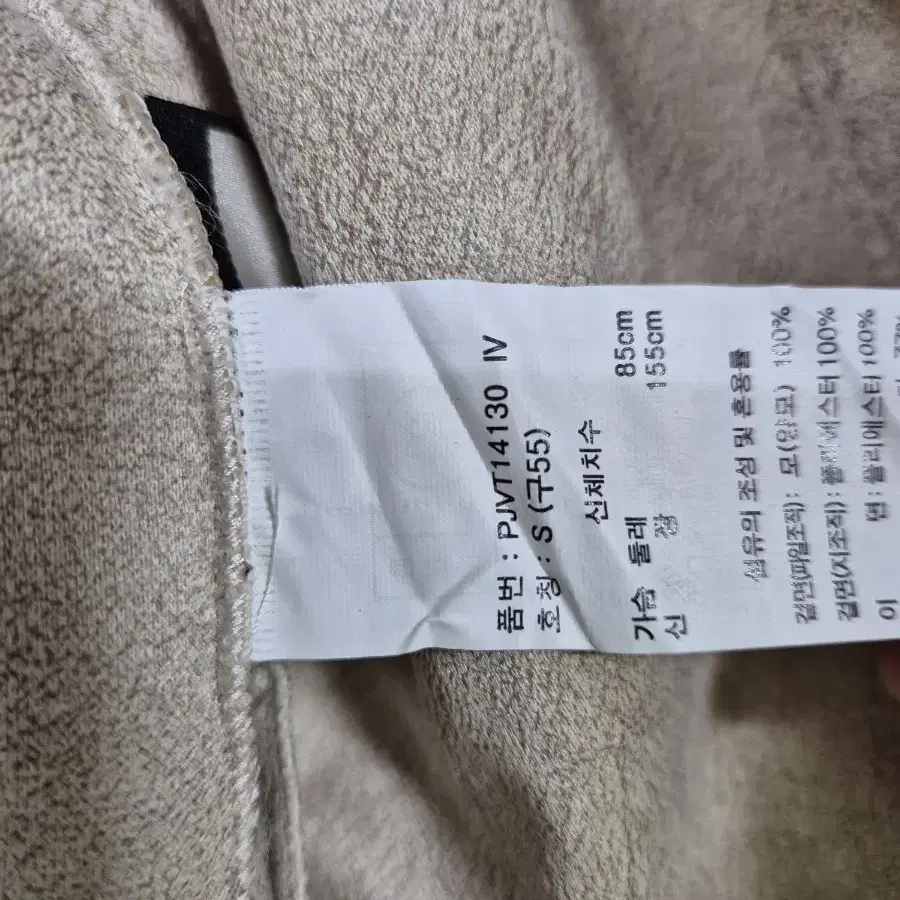 품번 : PJVT14130 IV
호칭 : S (구55)
신체치수
가슴 둘레 85cm
신 장 155cm
섬유의 조성 및 혼용률
겉면(파일조직): 모(양모) 100%
겉면(지조직): 폴리에스터 100%
면: 폴리에스터 100%
이